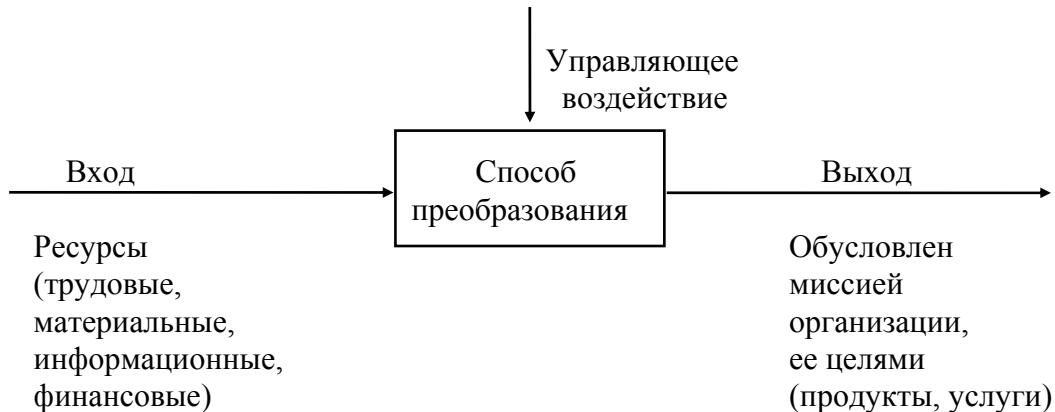 Управляющее
воздействие
Вход
Способ
преобразования
Выход
Ресурсы
(трудовые,
материальные,
информационные,
финансовые)
Обусловлен
миссией
организации,
ее целями
(продукты, услуги)